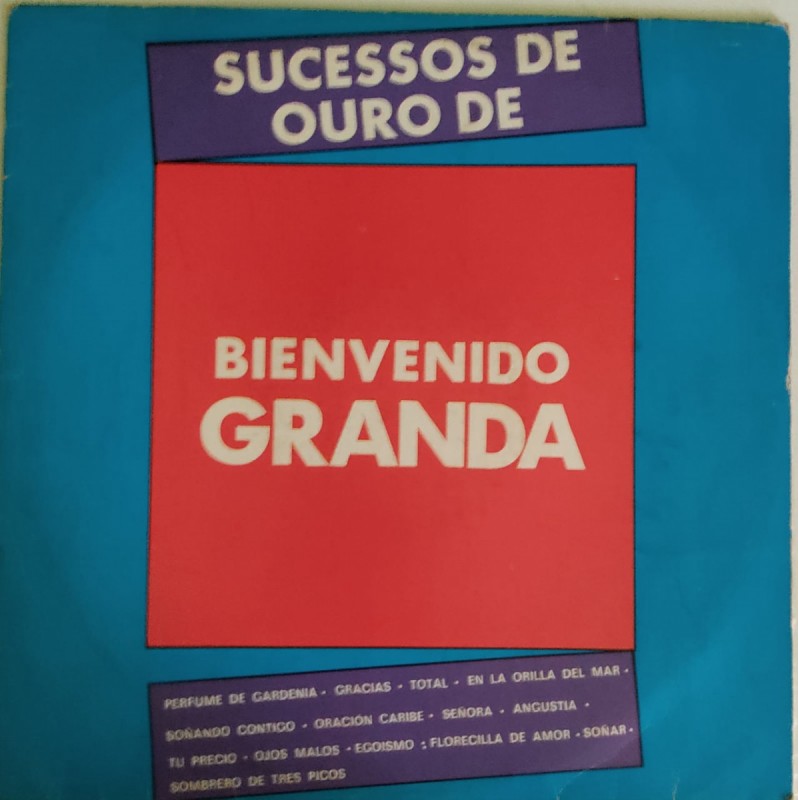 SUCESSOS DE
OURO DE
BIENVENIDO
GRANDA
PERFUME DE GARDENIA · GRACIAS · TOTAL · EN LA ORILLA DEL MAR ·
SOÑANDO CONTIGO · ORACION CARIBE · SEÑORA · ANGUSTIA ·
TU PRECIO · OJOS MALOS · EGOISMO · FLORECILLA DE AMOR · SOÑAR ·
SOMBRERO DE TRES PICOS